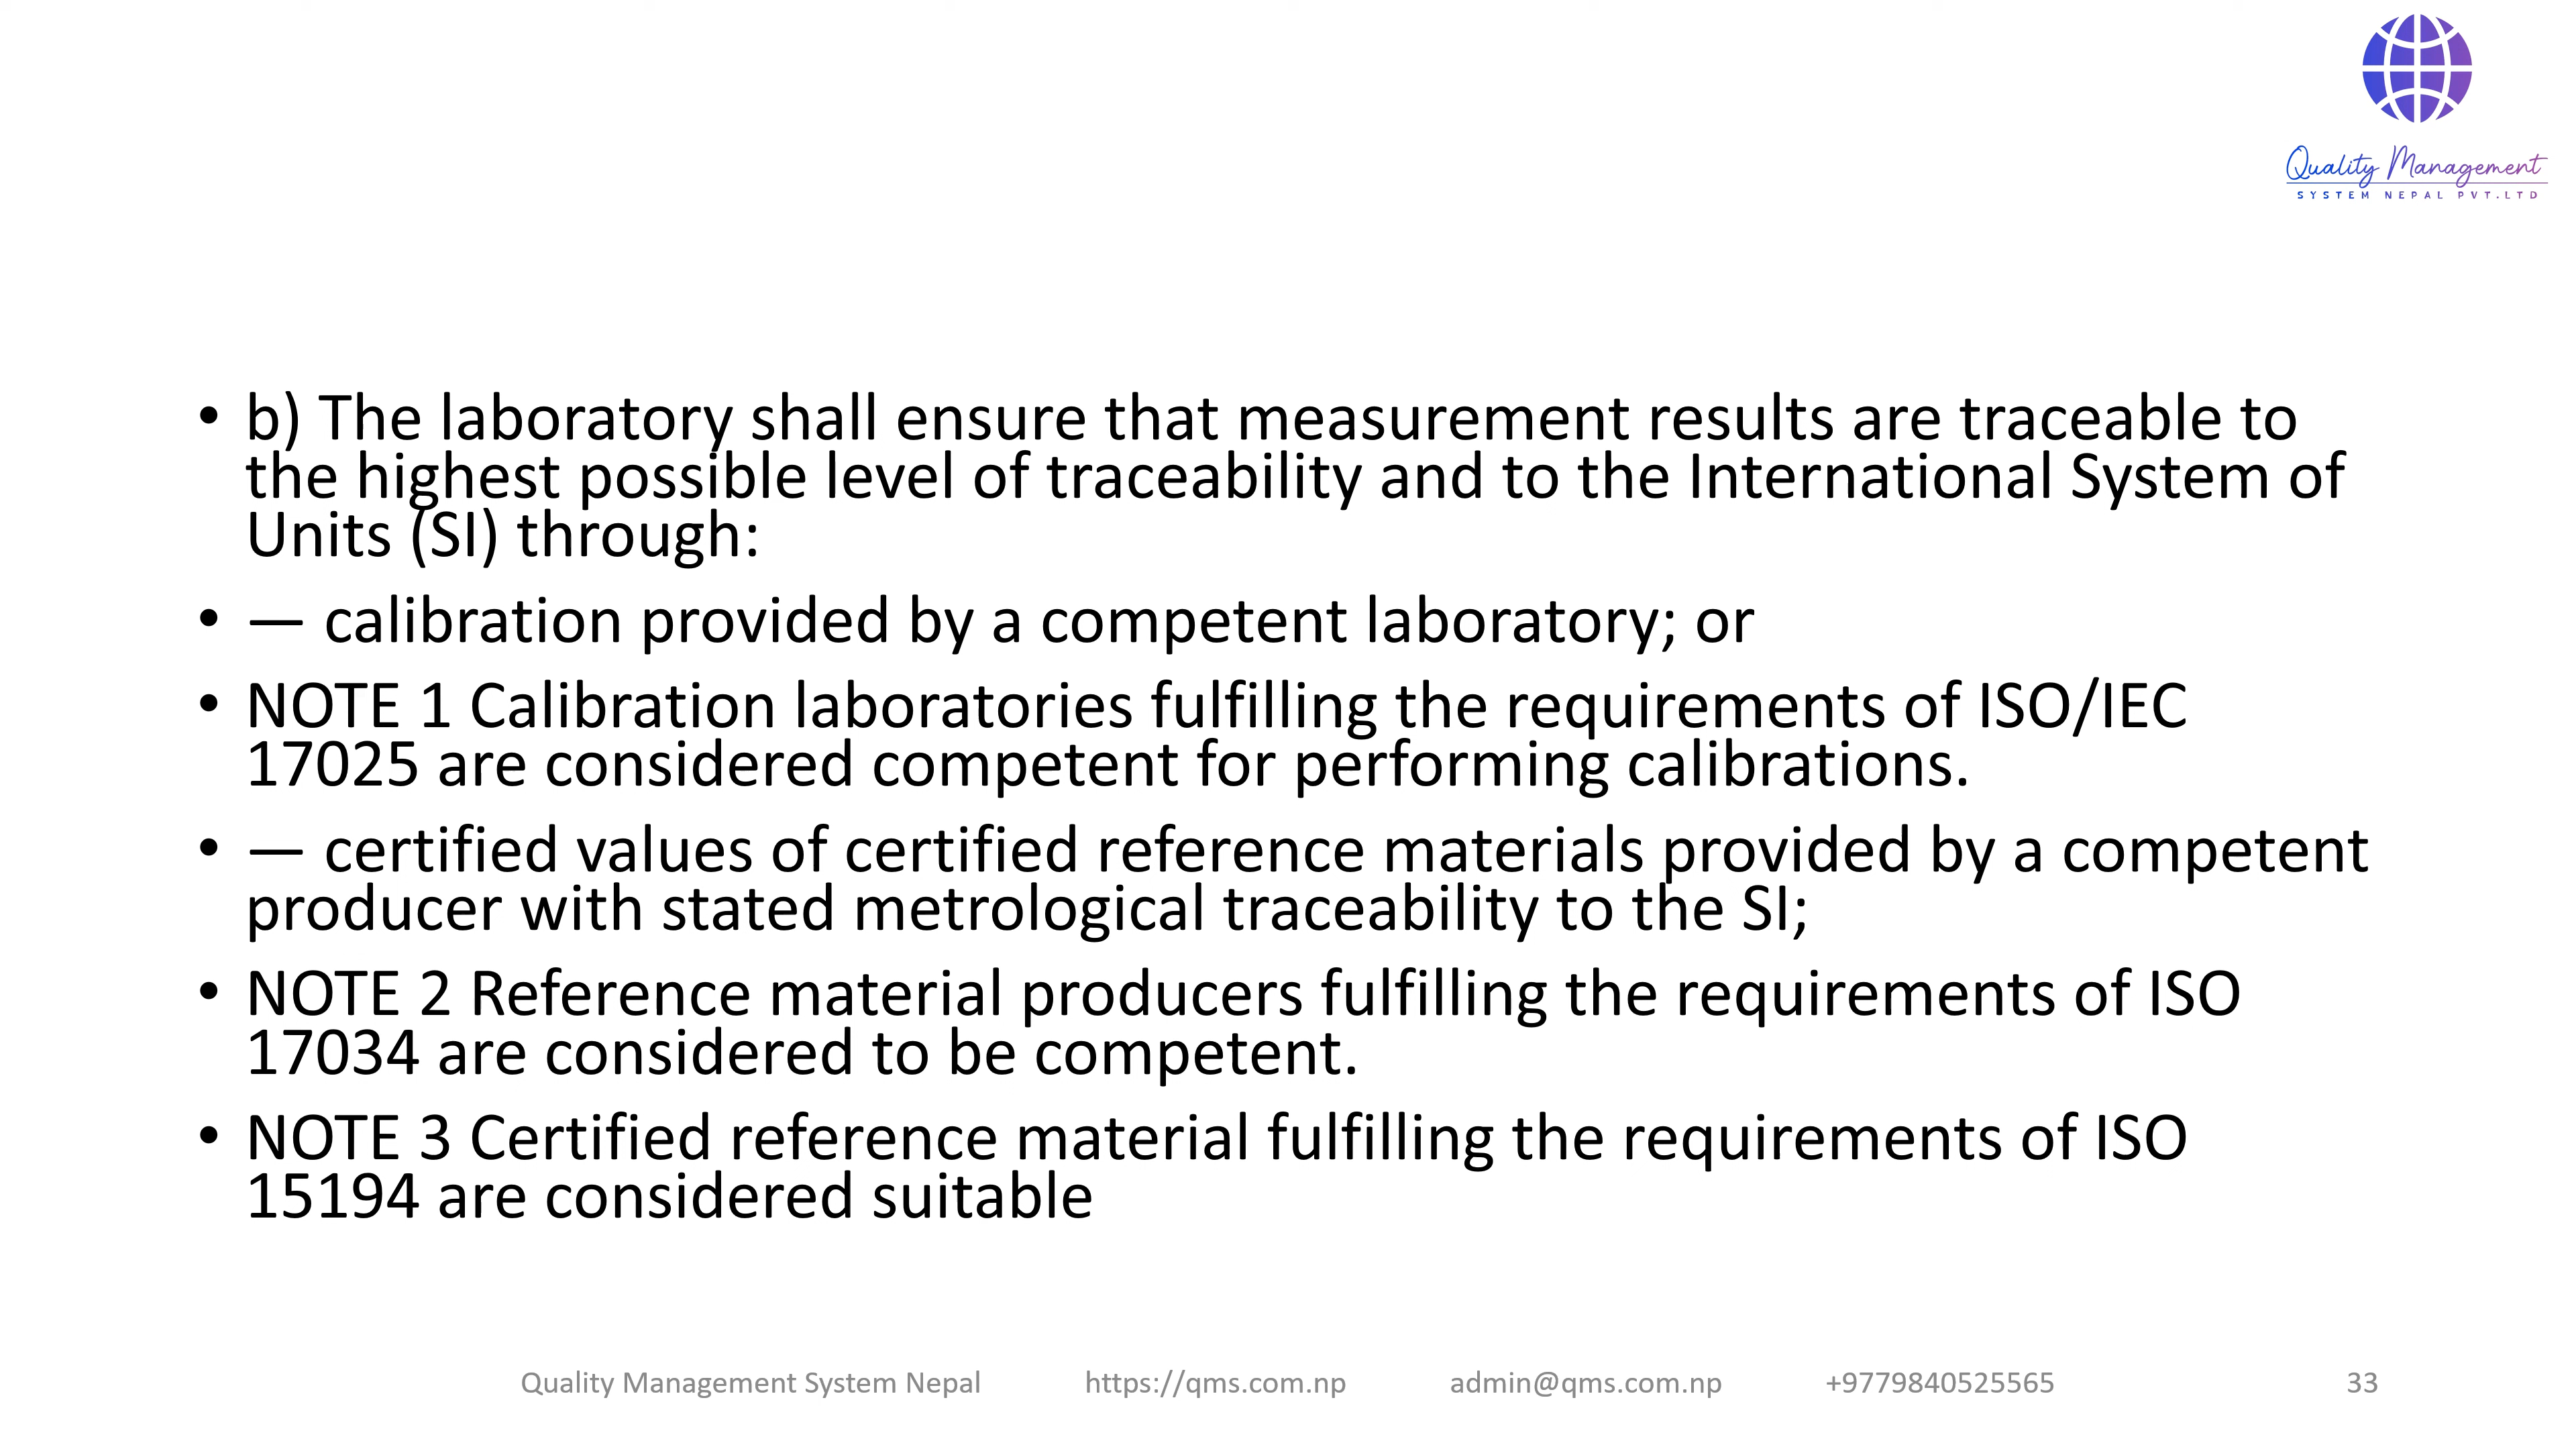 Quality Management
SYSTEM NEPAL PVT.LTD
• b) The laboratory shall ensure that measurement results are traceable to
the highest possible level of traceability and to the International System of
Units (SI) through:
• — calibration provided by a competent laboratory; or
• NOTE 1 Calibration laboratories fulfilling the requirements of ISO/IEC
17025 are considered competent for performing calibrations.
• — certified values of certified reference materials provided by a competent
producer with stated metrological traceability to the SI;
• NOTE 2 Reference material producers fulfilling the requirements of ISO
17034 are considered to be competent.
• NOTE 3 Certified reference material fulfilling the requirements of ISO
15194 are considered suitable
Quality Management System Nepal https://qms.com.np admin@qms.com.np +9779840525565 33